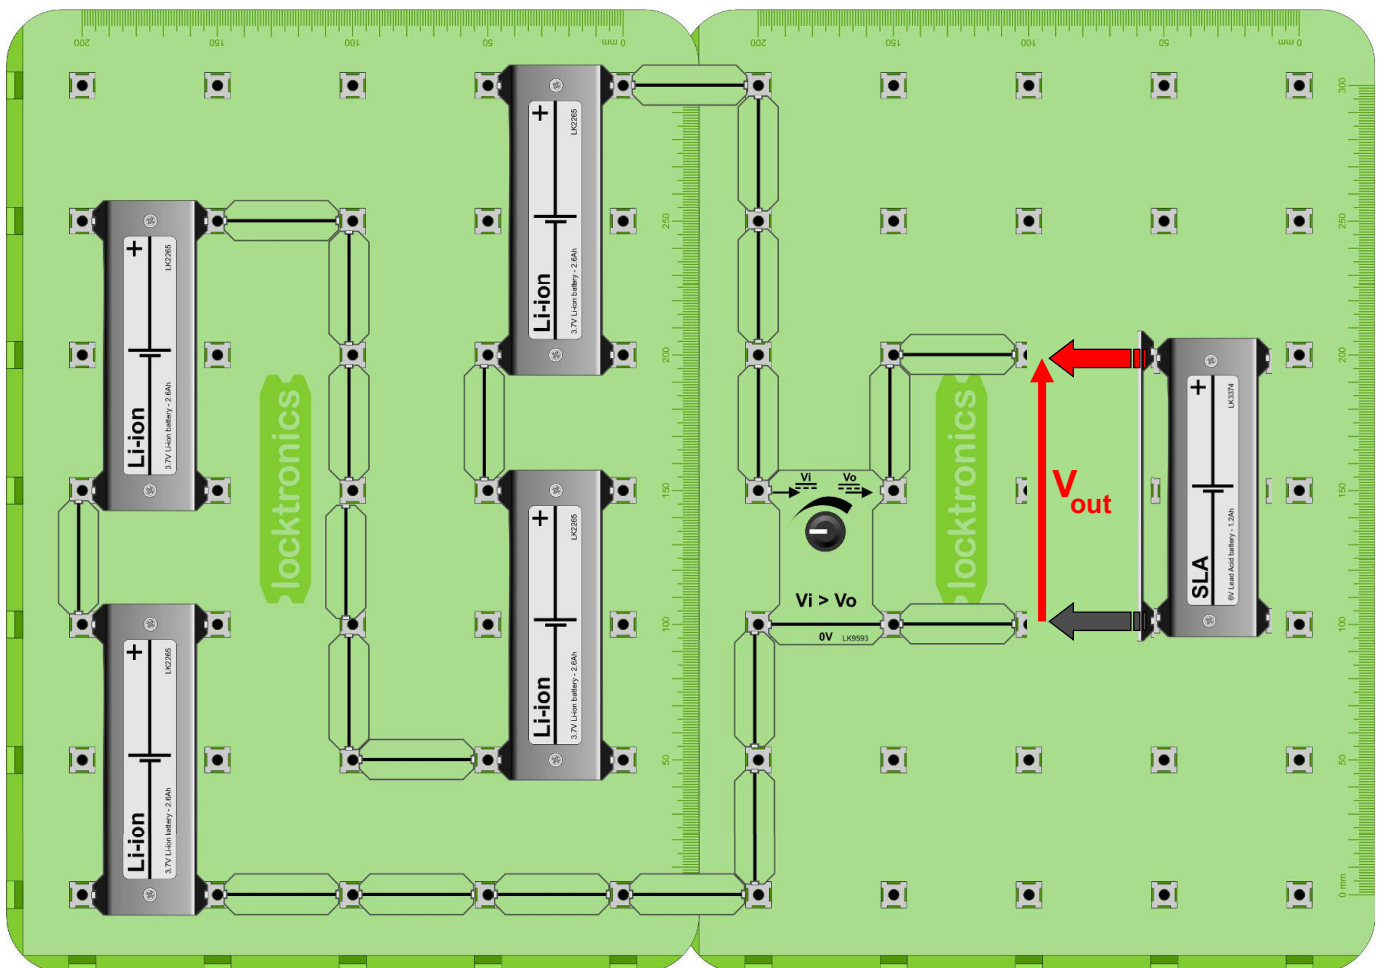 200 150 100 50 0 mm
200 150 100 50 0 mm
300
250
250
200
200
150
150
100
100
50
50
0 mm
+
LK2265
Li-ion
3.7V Li-ion battery - 2.6Ah
+
LK2265
Li-ion
3.7V Li-ion battery - 2.6Ah
+
LK2265
Li-ion
3.7V Li-ion battery - 2.6Ah
+
LK2265
Li-ion
3.7V Li-ion battery - 2.6Ah
locktronics
locktronics
Vi Vo
Vi > Vo
0V LK9593
Vout
+
LK3374
SLA
6V Lead Acid battery - 1.2Ah